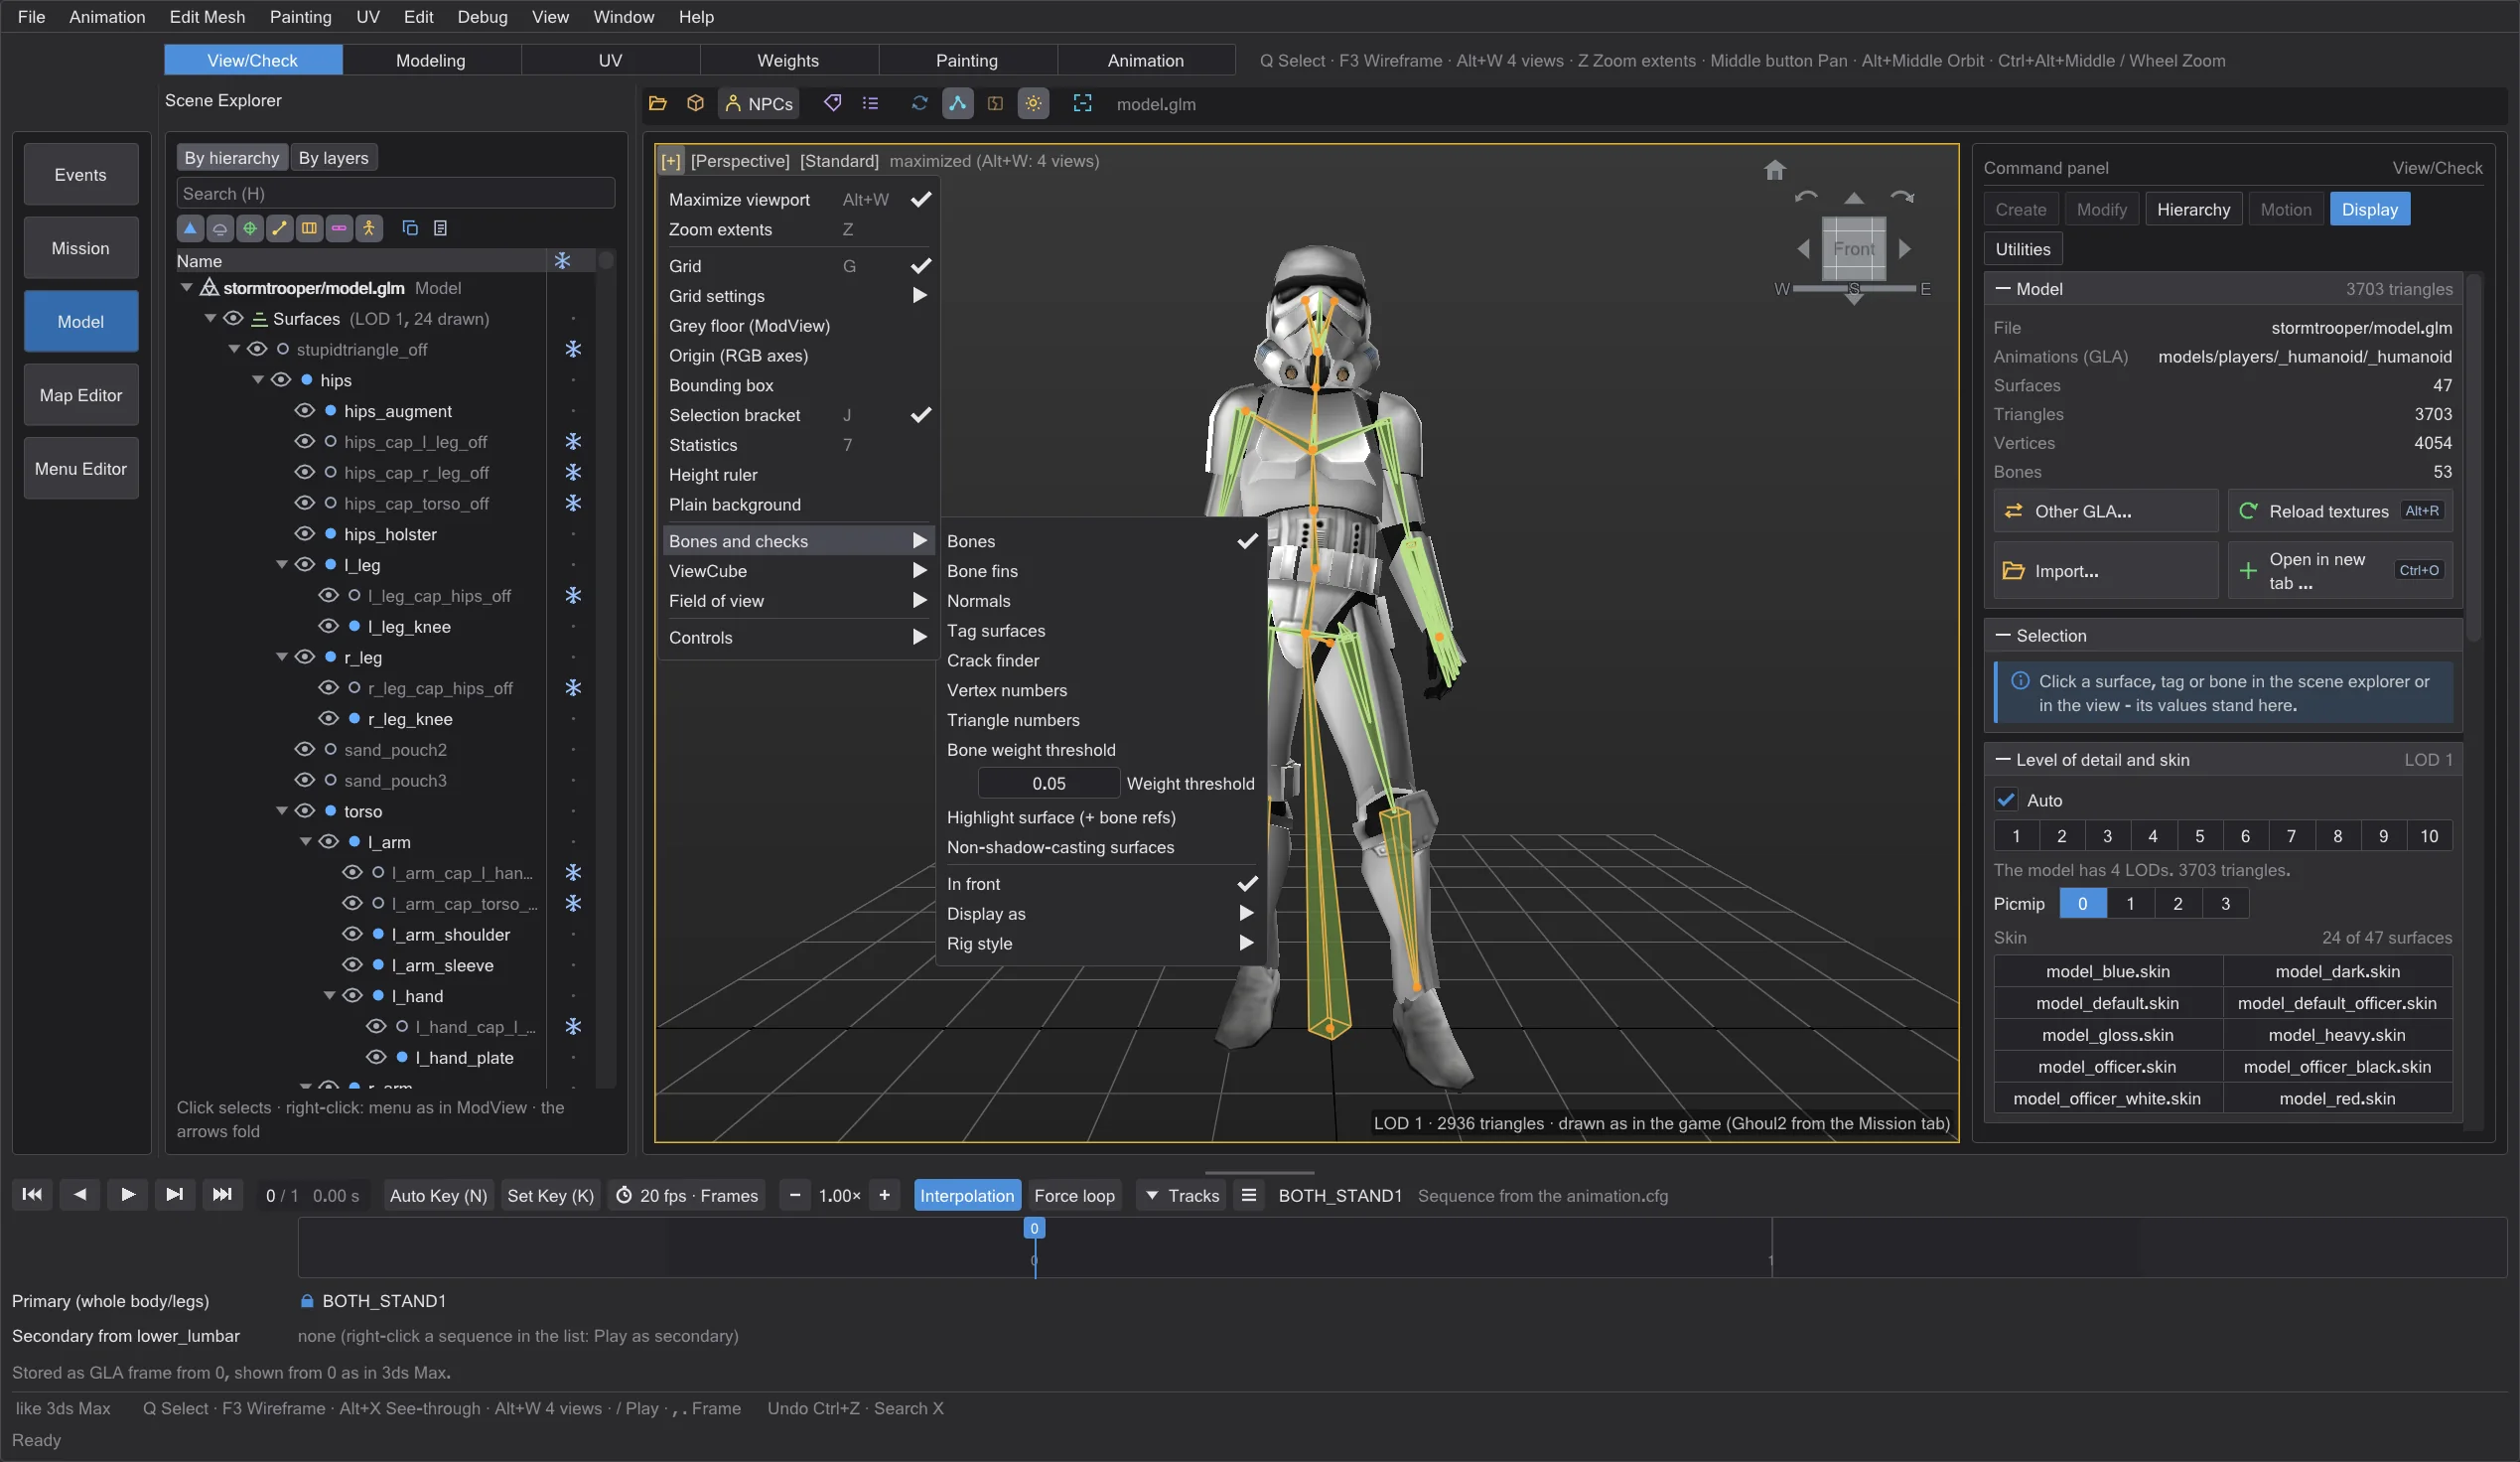 File Animation Edit Mesh Painting UV Edit Debug View Window Help
View/Check Modeling UV Weights Painting Animation Q Select · F3 Wireframe · Alt+W 4 views · Z Zoom extents · Middle button Pan · Alt+Middle Orbit · Ctrl+Alt+Middle / Wheel Zoom
Scene Explorer
NPCs model.glm
Events
Mission
Model
Map Editor
Menu Editor
By hierarchy By layers
Search (H)
Name
stormtrooper/model.glm Model
Surfaces (LOD 1, 24 drawn)
stupidtriangle_off
hips
hips_augment
hips_cap_l_leg_off
hips_cap_r_leg_off
hips_cap_torso_off
hips_holster
l_leg
l_leg_cap_hips_off
l_leg_knee
r_leg
r_leg_cap_hips_off
r_leg_knee
sand_pouch2
sand_pouch3
torso
l_arm
l_arm_cap_l_han...
l_arm_cap_torso_...
l_arm_shoulder
l_arm_sleeve
l_hand
l_hand_cap_l_...
l_hand_plate
r_arm
Click selects · right-click: menu as in ModView · the
arrows fold
[+] [Perspective] [Standard] maximized (Alt+W: 4 views)
Maximize viewport Alt+W
Zoom extents Z
Grid G
Grid settings
Grey floor (ModView)
Origin (RGB axes)
Bounding box
Selection bracket J
Statistics 7
Height ruler
Plain background
Bones and checks
ViewCube
Field of view
Controls
Bones
Bone fins
Normals
Tag surfaces
Crack finder
Vertex numbers
Triangle numbers
Bone weight threshold
0.05 Weight threshold
Highlight surface (+ bone refs)
Non-shadow-casting surfaces
In front
Display as
Rig style
Front
W S E
LOD 1 · 2936 triangles · drawn as in the game (Ghoul2 from the Mission tab)
Command panel View/Check
Create Modify Hierarchy Motion Display
Utilities
Model 3703 triangles
File stormtrooper/model.glm
Animations (GLA) models/players/_humanoid/_humanoid
Surfaces 47
Triangles 3703
Vertices 4054
Bones 53
Other GLA... Reload textures Alt+R
Import... Open in new tab ... Ctrl+O
Selection
Click a surface, tag or bone in the scene explorer or
in the view - its values stand here.
Level of detail and skin LOD 1
Auto
1 2 3 4 5 6 7 8 9 10
The model has 4 LODs. 3703 triangles.
Picmip 0 1 2 3
Skin 24 of 47 surfaces
model_blue.skin model_dark.skin
model_default.skin model_default_officer.skin
model_gloss.skin model_heavy.skin
model_officer.skin model_officer_black.skin
model_officer_white.skin model_red.skin
0 / 1 0.00 s Auto Key (N) Set Key (K) 20 fps · Frames − 1.00× + Interpolation Force loop Tracks BOTH_STAND1 Sequence from the animation.cfg
0
0 1
Primary (whole body/legs) BOTH_STAND1
Secondary from lower_lumbar none (right-click a sequence in the list: Play as secondary)
Stored as GLA frame from 0, shown from 0 as in 3ds Max.
like 3ds Max Q Select · F3 Wireframe · Alt+X See-through · Alt+W 4 views · / Play · , . Frame Undo Ctrl+Z · Search X
Ready